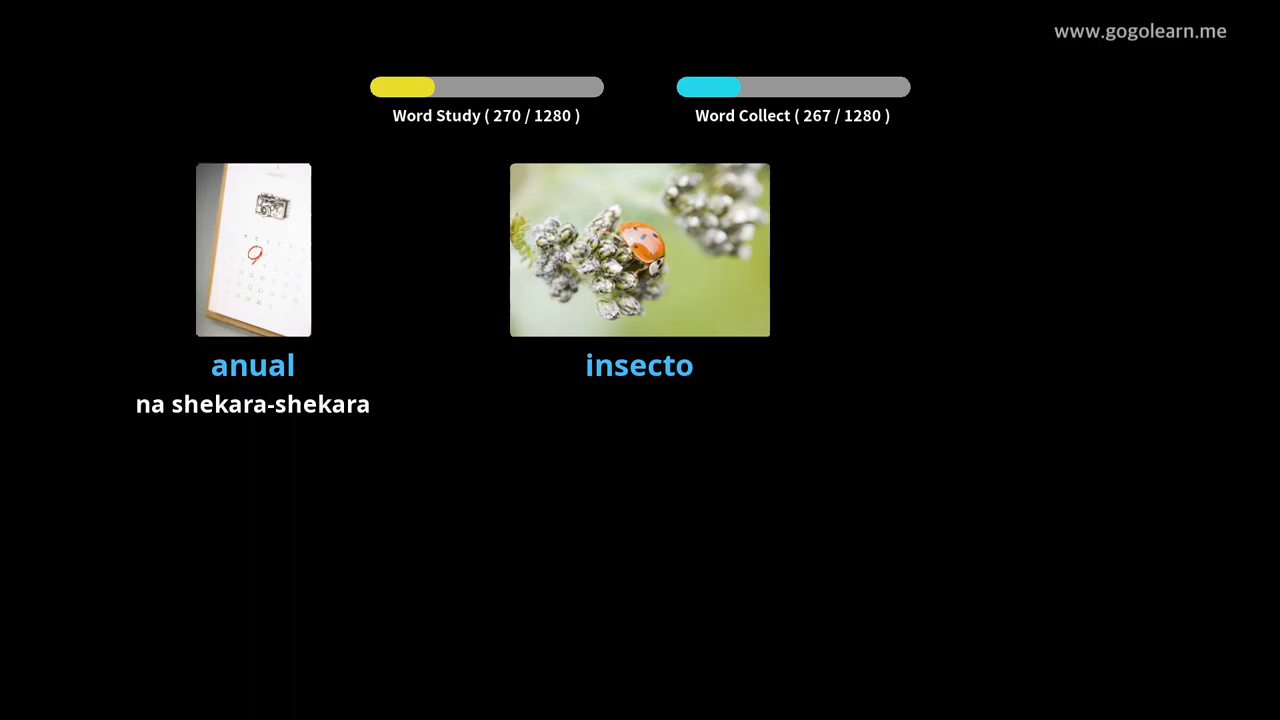 www.gogolearn.me
Word Study ( 270 / 1280 )
Word Collect ( 267 / 1280 )
anual
insecto
na shekara-shekara